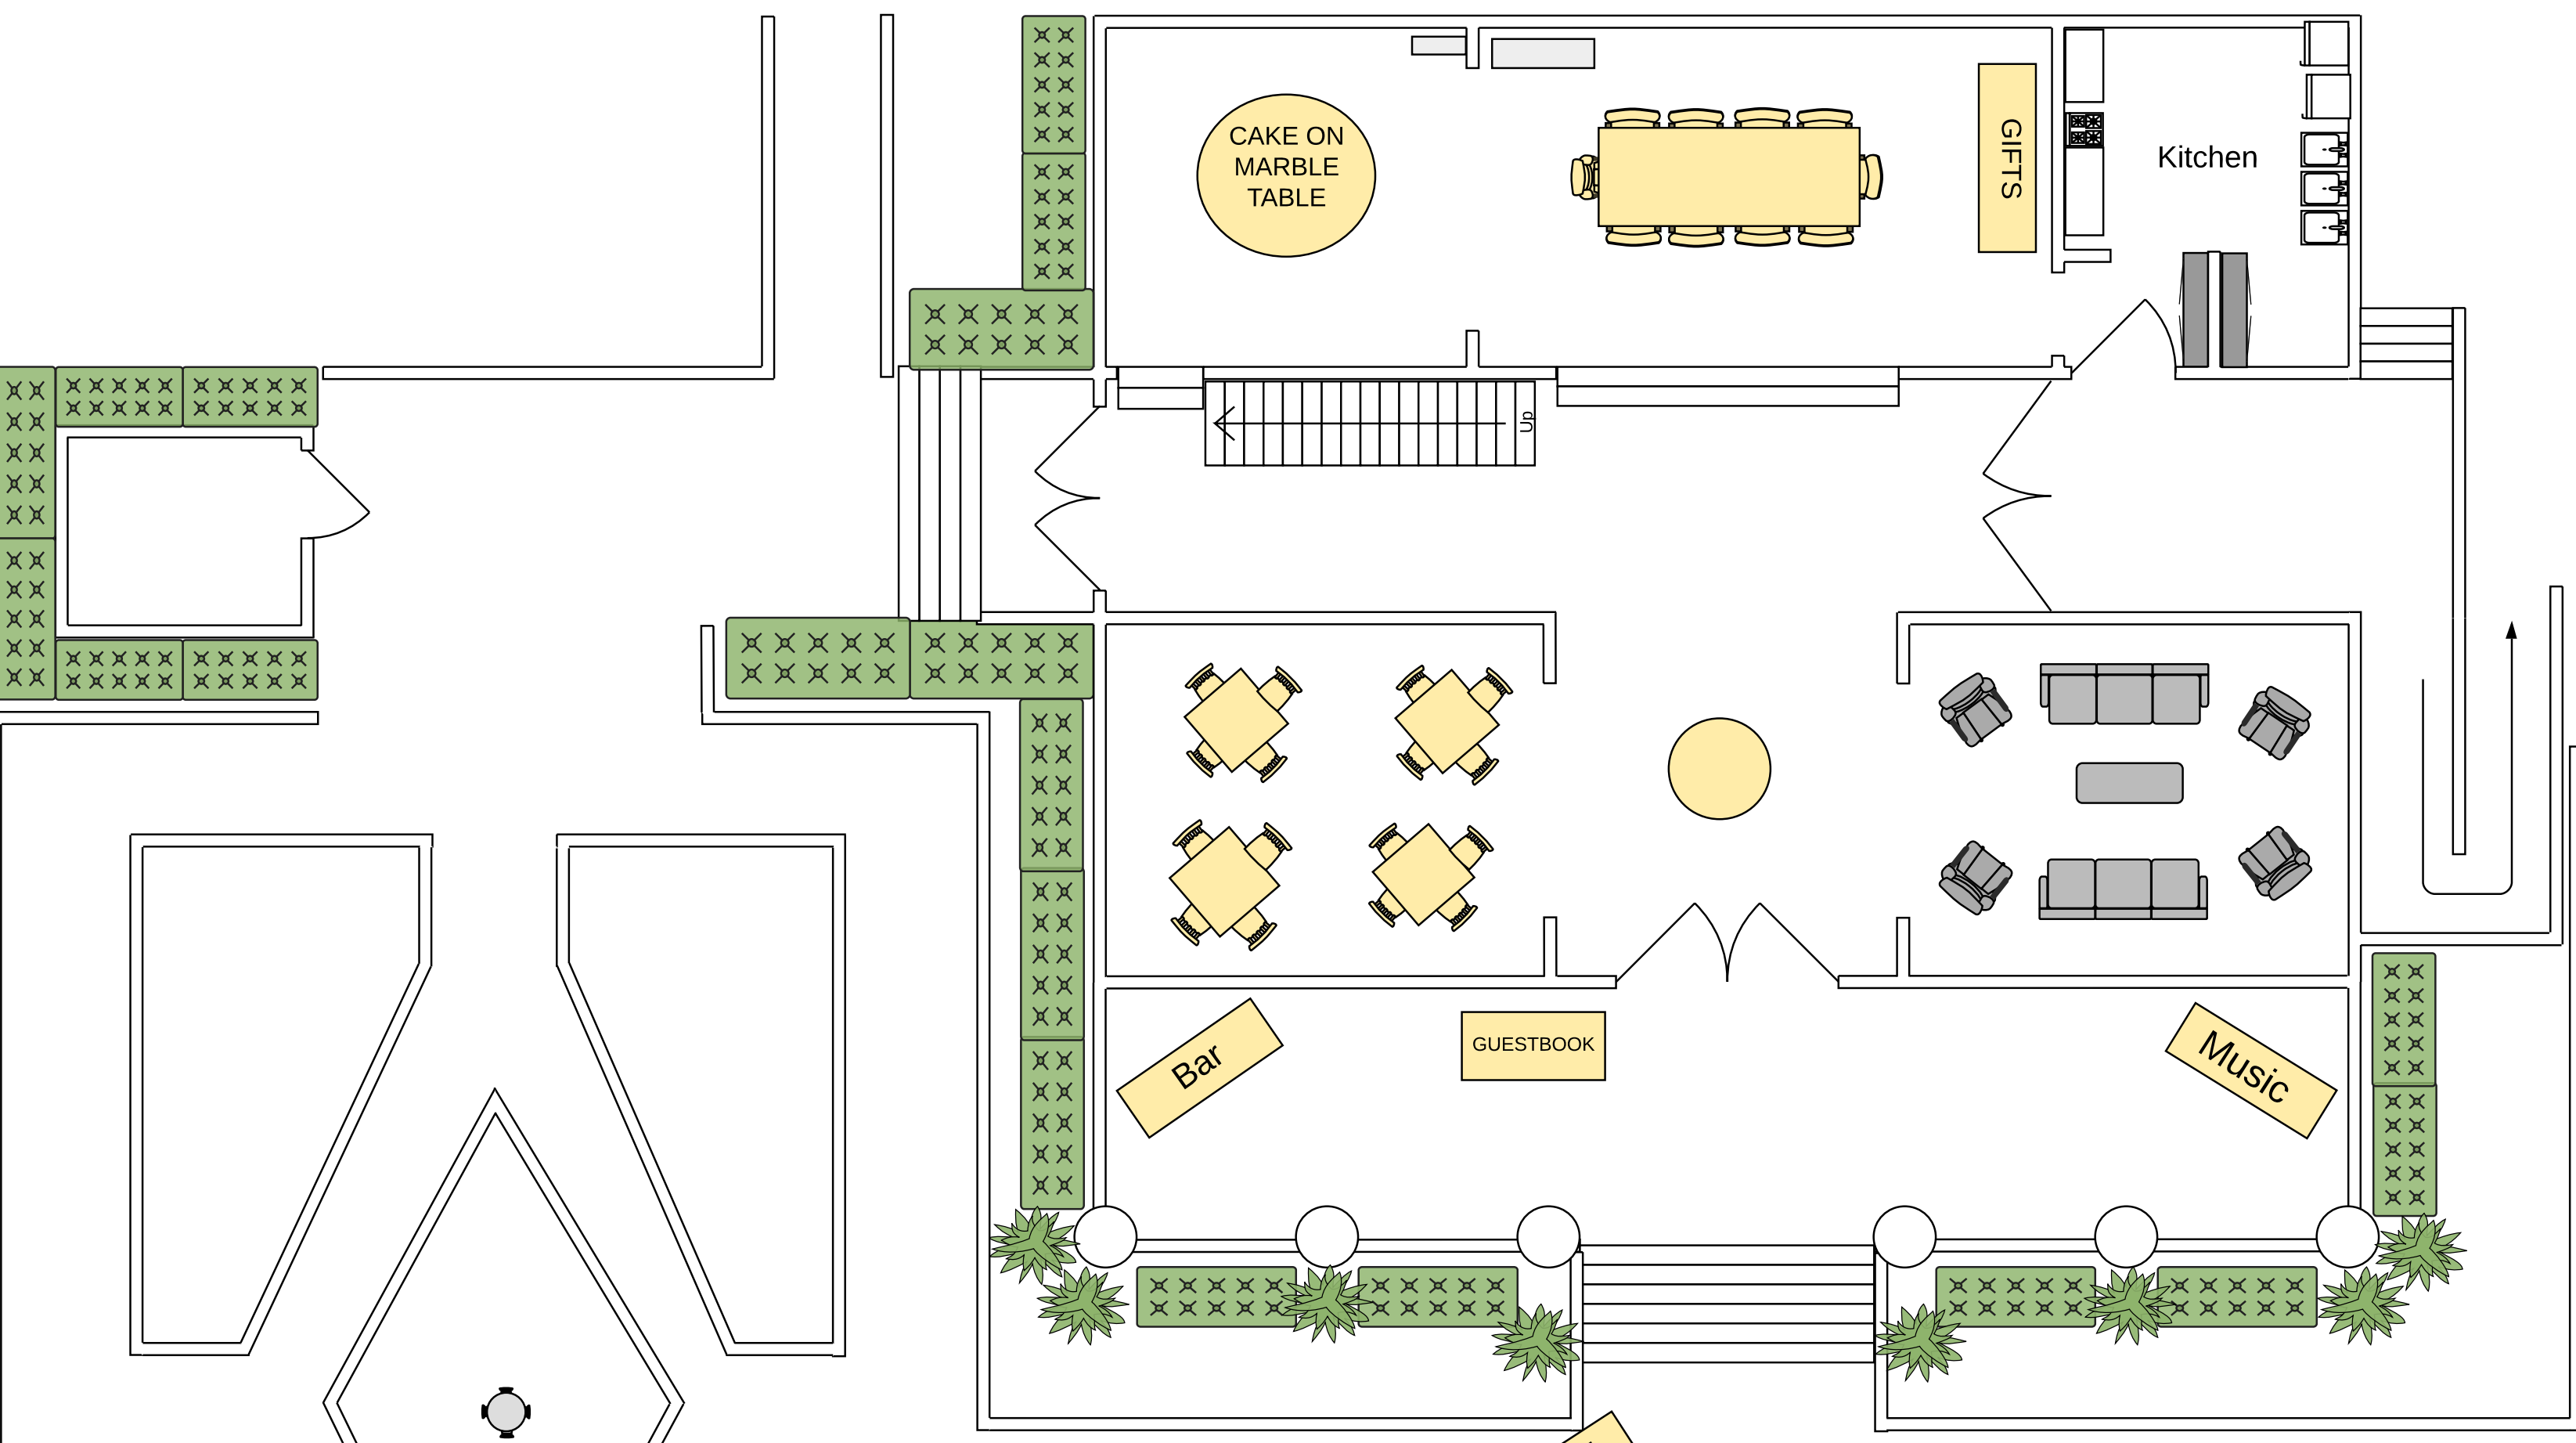 CAKE ON
MARBLE
TABLE
GIFTS
Kitchen
Up
Bar
GUESTBOOK
Music